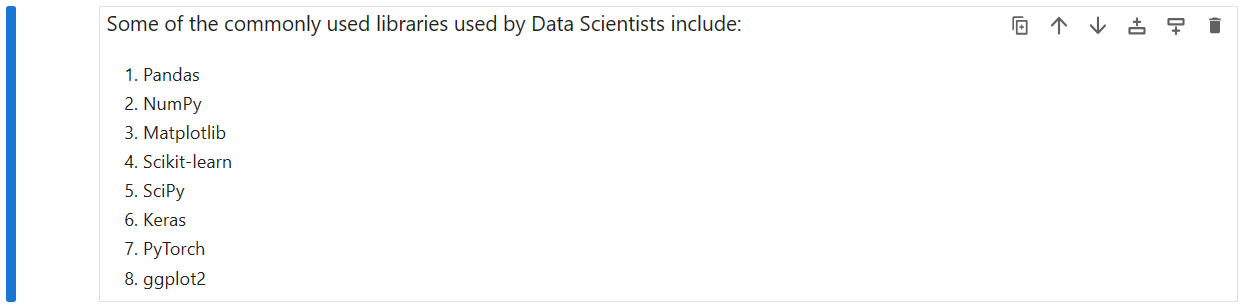 Some of the commonly used libraries used by Data Scientists include:
1. Pandas
2. NumPy
3. Matplotlib
4. Scikit-learn
5. SciPy
6. Keras
7. PyTorch
8. ggplot2